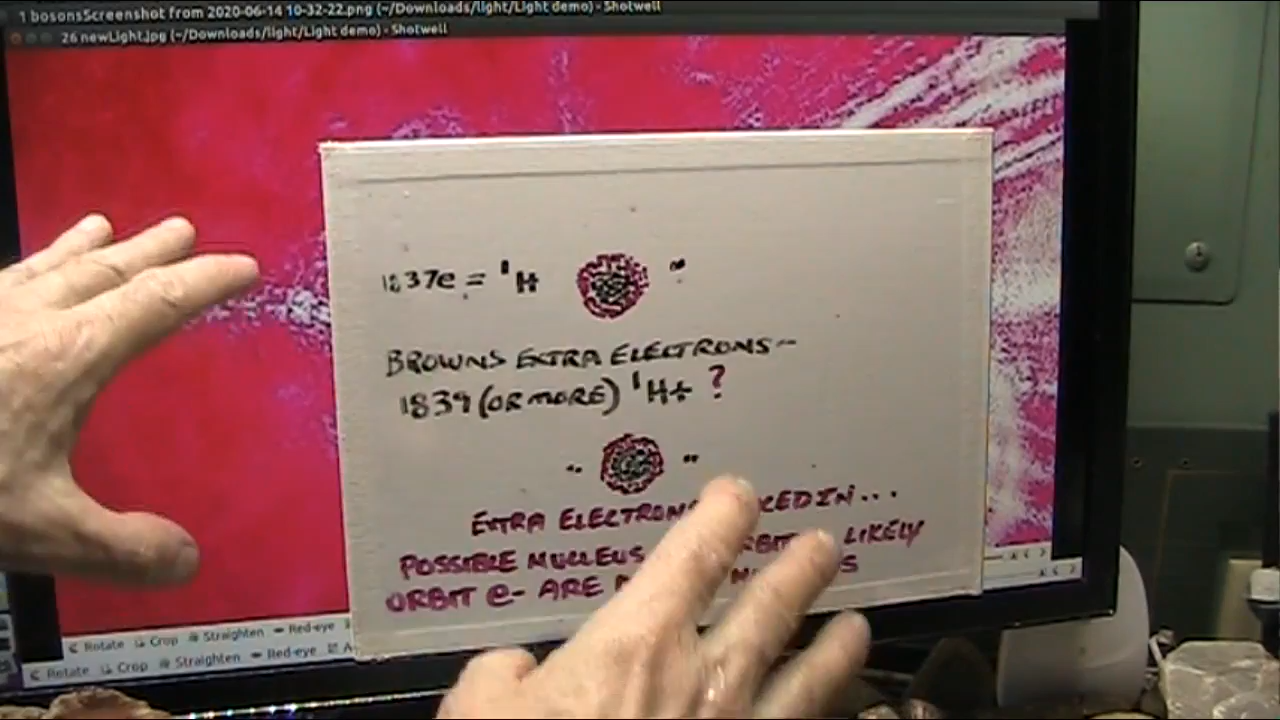 1 bosonsScreenshot from 2020-06-14 10-32-22.png (~/Downloads/light/Light demo) - Shotwell
26 newLight.jpg (~/Downloads/light/Light demo) - Shotwell
1837e = ¹H
BROWNS EXTRA ELECTRONS-
1839 (OR MORE) ¹H+ ?
EXTRA ELECTRONS IN...
POSSIBLE NUCLEUS LIKELY
ORBIT e- ARE
Rotate Crop Straighten Red-eye
Rotate Crop Straighten Red-eye